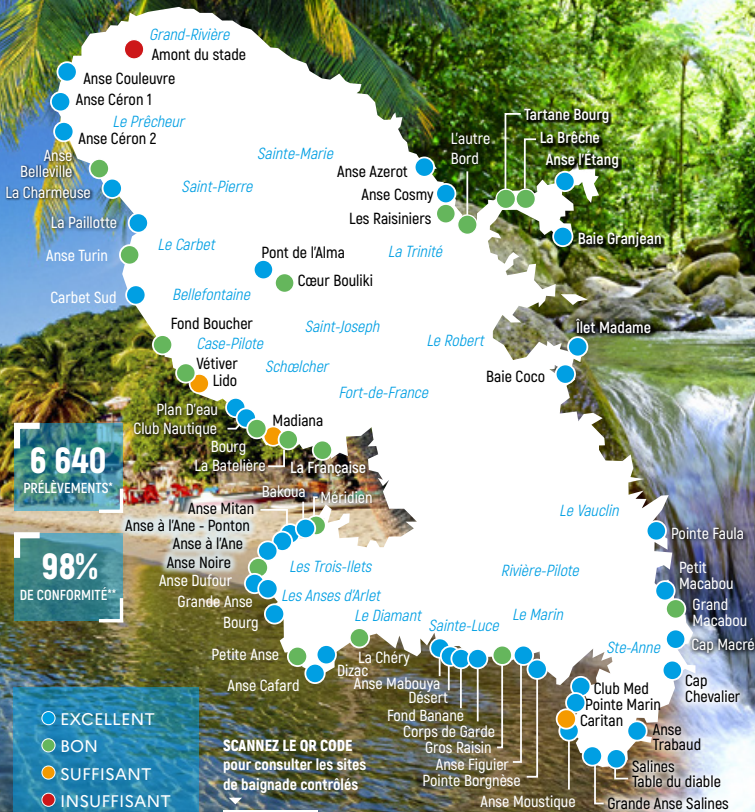 Grand-Rivière
Amont du stade
Anse Couleuvre
Anse Céron 1
Le Prêcheur
Anse Céron 2
Anse
Belleville
La Charmeuse
Sainte-Marie
Saint-Pierre
La Paillotte
Le Carbet
Anse Turin
Carbet Sud
Bellefontaine
Pont de l'Alma
Cœur Bouliki
Anse Azerot
Anse Cosmy
Les Raisiniers
L'autre
Bord
Tartane Bourg
La Brêche
Anse l'Étang
Baie Granjean
La Trinité
Fond Boucher
Case-Pilote
Saint-Joseph
Le Robert
Îlet Madame
Baie Coco
Vétiver
Lido
Schœlcher
Fort-de-France
Plan D'eau
Club Nautique
Bourg
Madiana
La Batelière
La Française
6 640
PRÉLÈVEMENTS*
98%
DE CONFORMITÉ**
Bakoua
Méridien
Anse Mitan
Anse à l'Ane - Ponton
Anse à l'Ane
Anse Noire
Anse Dufour
Grande Anse
Bourg
Les Trois-Ilets
Les Anses d'Arlet
Le Diamant
Petite Anse
Anse Cafard
Dizac
La Chéry
Sainte-Luce
Rivière-Pilote
Le Marin
Le Vauclin
Pointe Faula
Petit
Macabou
Grand
Macabou
Cap Macré
Ste-Anne
Cap
Chevalier
Anse Mabouya
Désert
Fond Banane
Corps de Garde
Gros Raisin
Anse Figuier
Pointe Borgnèse
Club Med
Pointe Marin
Caritan
Anse Moustique
Anse
Trabaud
Salines
Table du diable
Grande Anse Salines
EXCELLENT
BON
SUFFISANT
INSUFFISANT
SCANNEZ LE QR CODE
pour consulter les sites
de baignade contrôlés